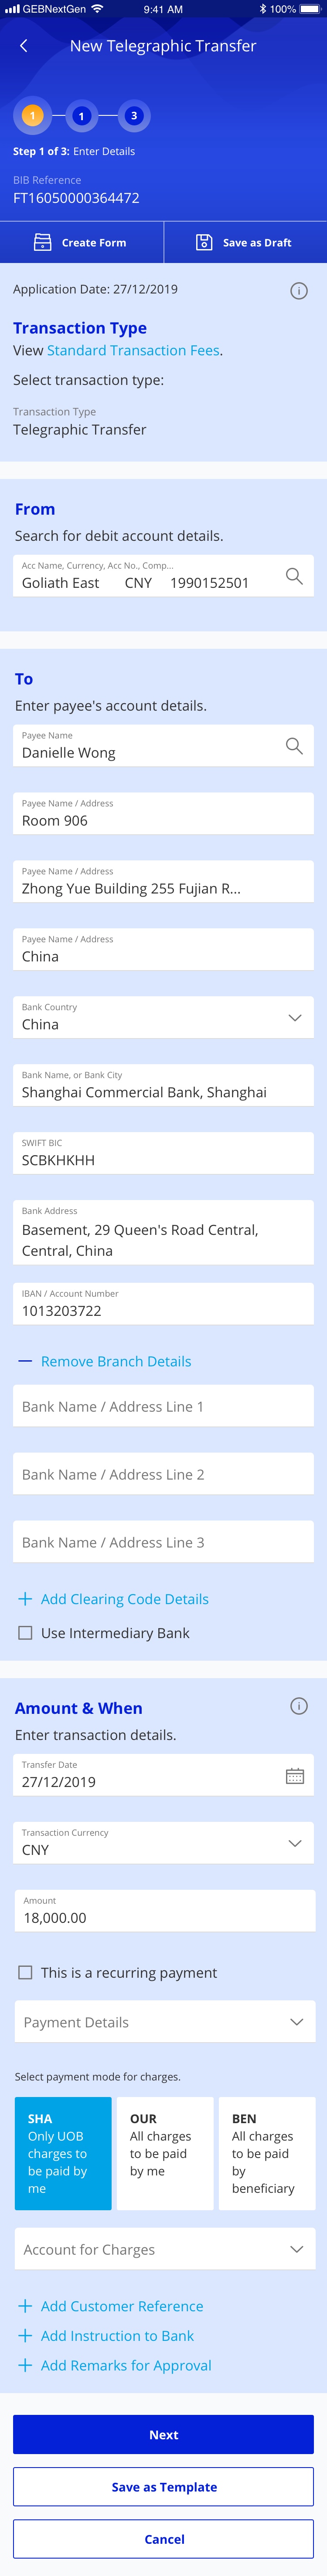 GEBNextGen 9:41 AM 100%
New Telegraphic Transfer
1 1 3
Step 1 of 3: Enter Details
BIB Reference
FT16050000364472
Create Form Save as Draft
Application Date: 27/12/2019
Transaction Type
View Standard Transaction Fees.
Select transaction type:
Transaction Type
Telegraphic Transfer
From
Search for debit account details.
Acc Name, Currency, Acc No., Comp...
Goliath East CNY 1990152501
To
Enter payee's account details.
Payee Name
Danielle Wong
Payee Name / Address
Room 906
Payee Name / Address
Zhong Yue Building 255 Fujian R...
Payee Name / Address
China
Bank Country
China
Bank Name, or Bank City
Shanghai Commercial Bank, Shanghai
SWIFT BIC
SCBKHKHH
Bank Address
Basement, 29 Queen's Road Central,
Central, China
IBAN / Account Number
1013203722
Remove Branch Details
Bank Name / Address Line 1
Bank Name / Address Line 2
Bank Name / Address Line 3
Add Clearing Code Details
Use Intermediary Bank
Amount & When
Enter transaction details.
Transfer Date
27/12/2019
Transaction Currency
CNY
Amount
18,000.00
This is a recurring payment
Payment Details
Select payment mode for charges.
SHA
Only UOB
charges to
be paid by
me
OUR
All charges
to be paid
by me
BEN
All charges
to be paid
by
beneficiary
Account for Charges
Add Customer Reference
Add Instruction to Bank
Add Remarks for Approval
Next
Save as Template
Cancel